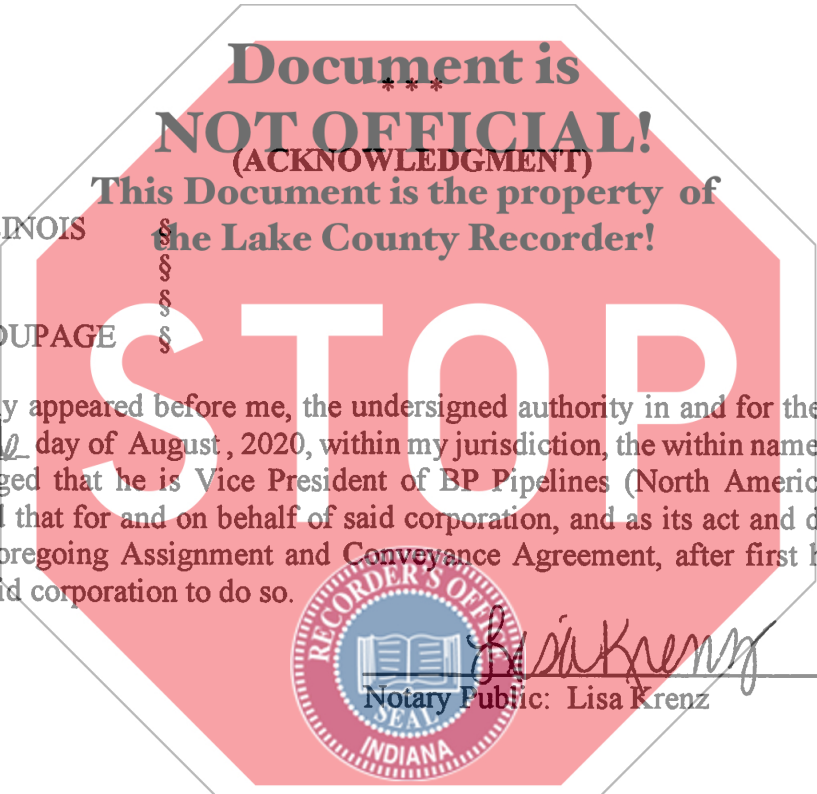 Document is
* * *
NOT OFFICIAL!
(ACKNOWLEDGMENT)
This Document is the property of
INOIS §
the Lake County Recorder!
§
§
DUPAGE §
STOP
y appeared before me, the undersigned authority in and for the
day of August, 2020, within my jurisdiction, the within name
ged that he is Vice President of BP Pipelines (North Americ
that for and on behalf of said corporation, and as its act and d
oregoing Assignment and Conveyance Agreement, after first h
id corporation to do so.
RECORDER'S OFFICE
Lisa Krenz
Notary Public: Lisa Krenz
SEAL
INDIANA